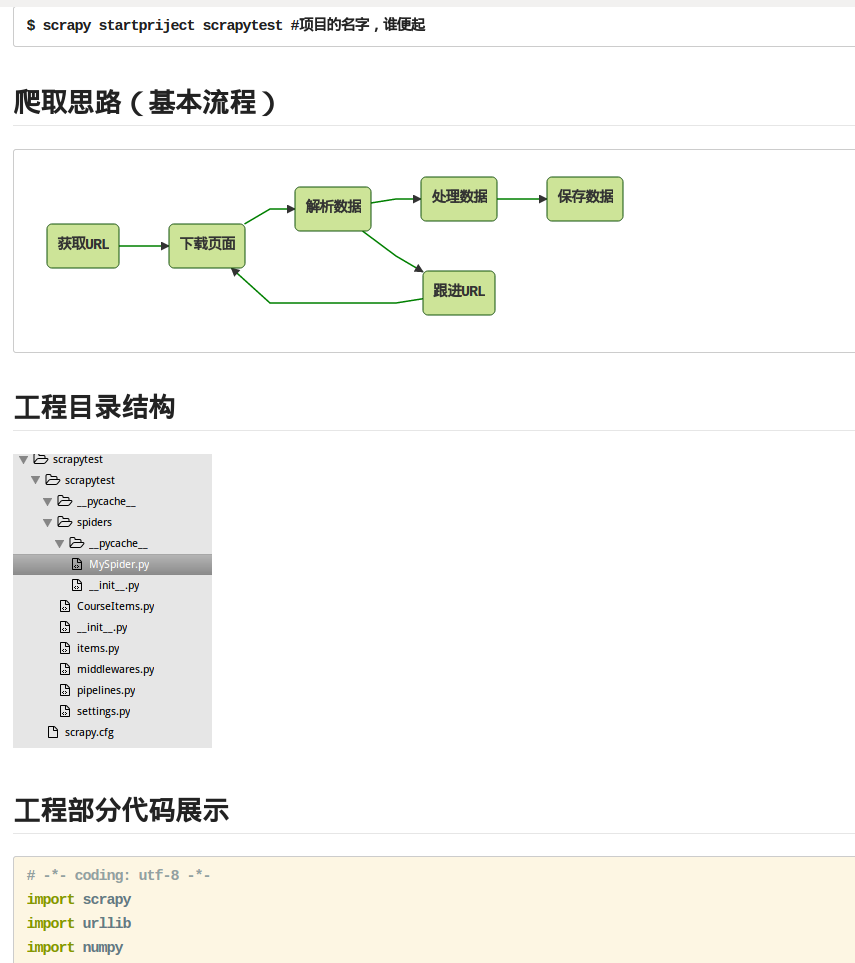 $ scrapy startpriject scrapytest #项目的名字，谁便起
爬取思路（基本流程）
获取URL
下载页面
解析数据
处理数据
保存数据
跟进URL
工程目录结构
scrapytest
scrapytest
__pycache__
spiders
__pycache__
MySpider.py
__init__.py
CourseItems.py
__init__.py
items.py
middlewares.py
pipelines.py
settings.py
scrapy.cfg
工程部分代码展示
# -*- coding: utf-8 -*-
import scrapy
import urllib
import numpy